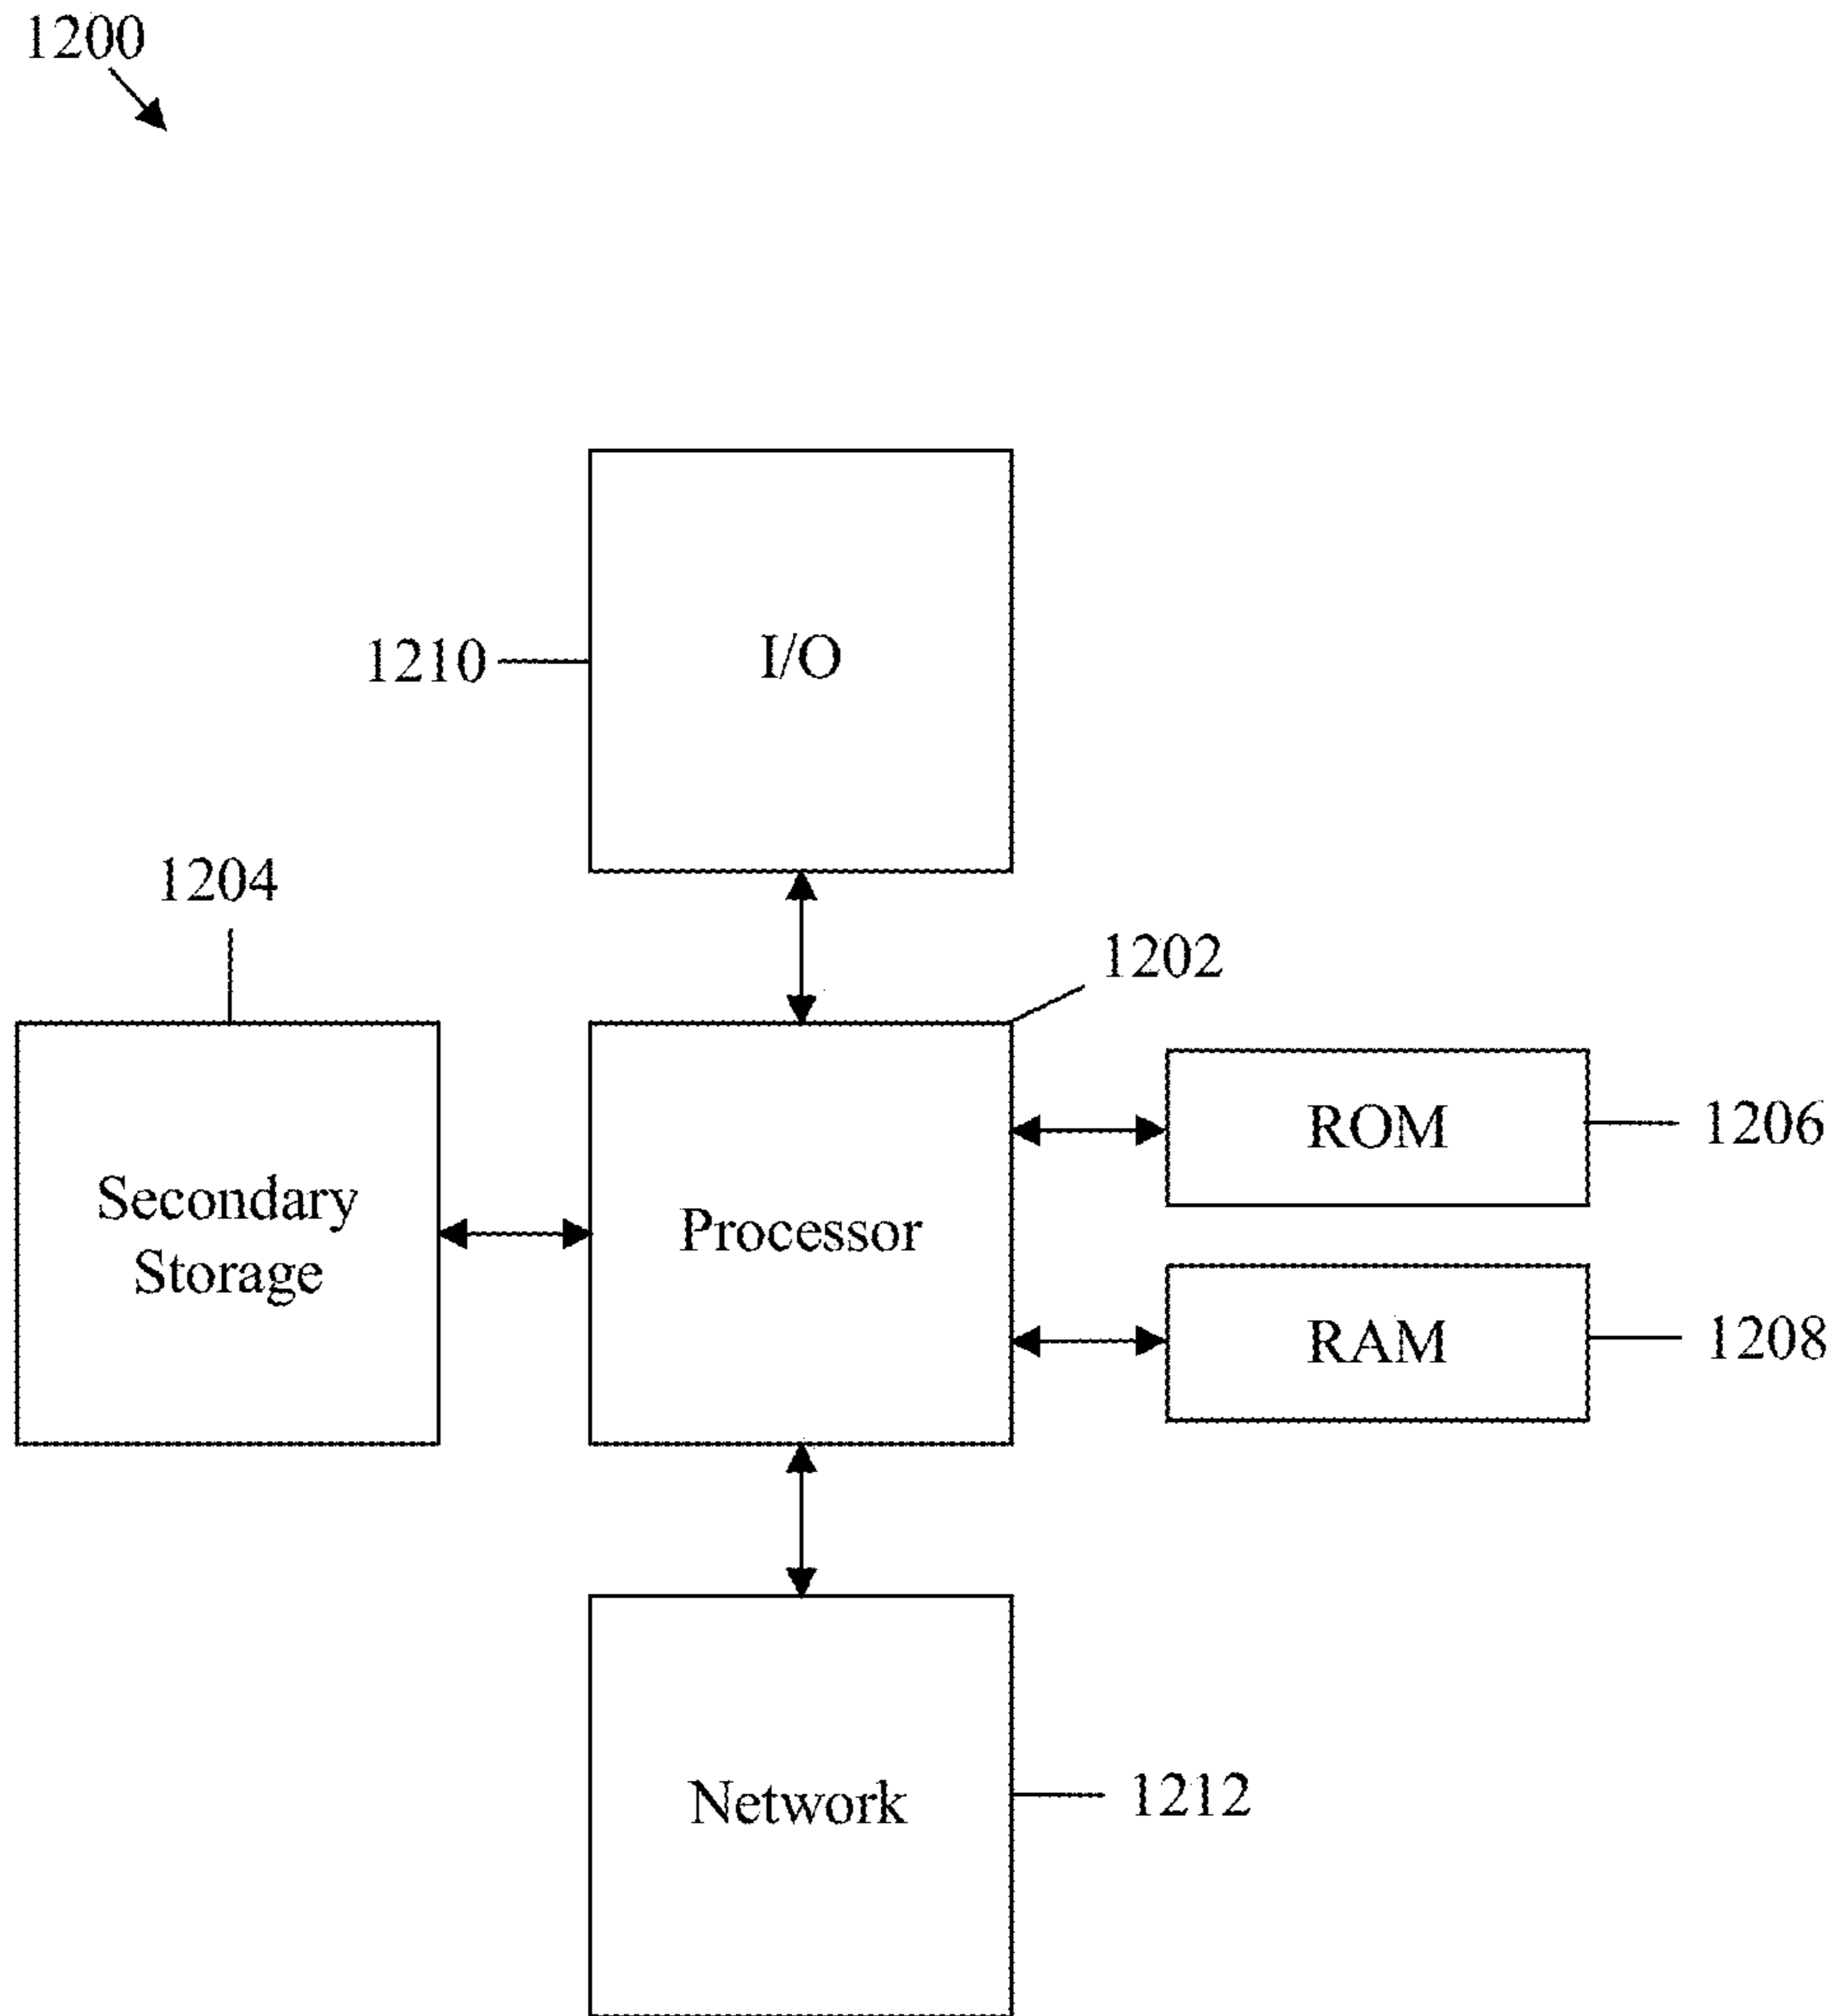 1200
I/O
1210
1204
1202
Secondary
Storage
Processor
ROM
1206
RAM
1208
Network
1212